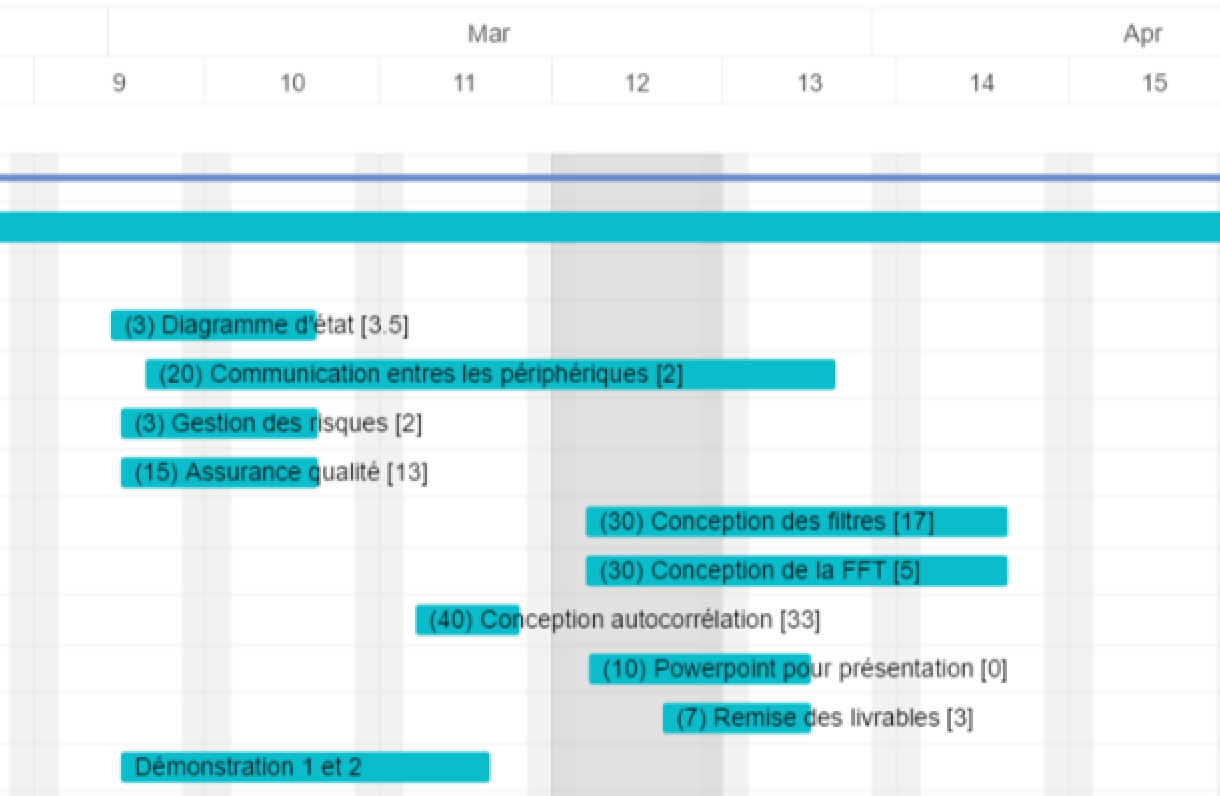 Mar Apr
9 10 11 12 13 14 15
(3) Diagramme d'état [3.5]
(20) Communication entres les périphériques [2]
(3) Gestion des risques [2]
(15) Assurance qualité [13]
(30) Conception des filtres [17]
(30) Conception de la FFT [5]
(40) Conception autocorrélation [33]
(10) Powerpoint pour présentation [0]
(7) Remise des livrables [3]
Démonstration 1 et 2